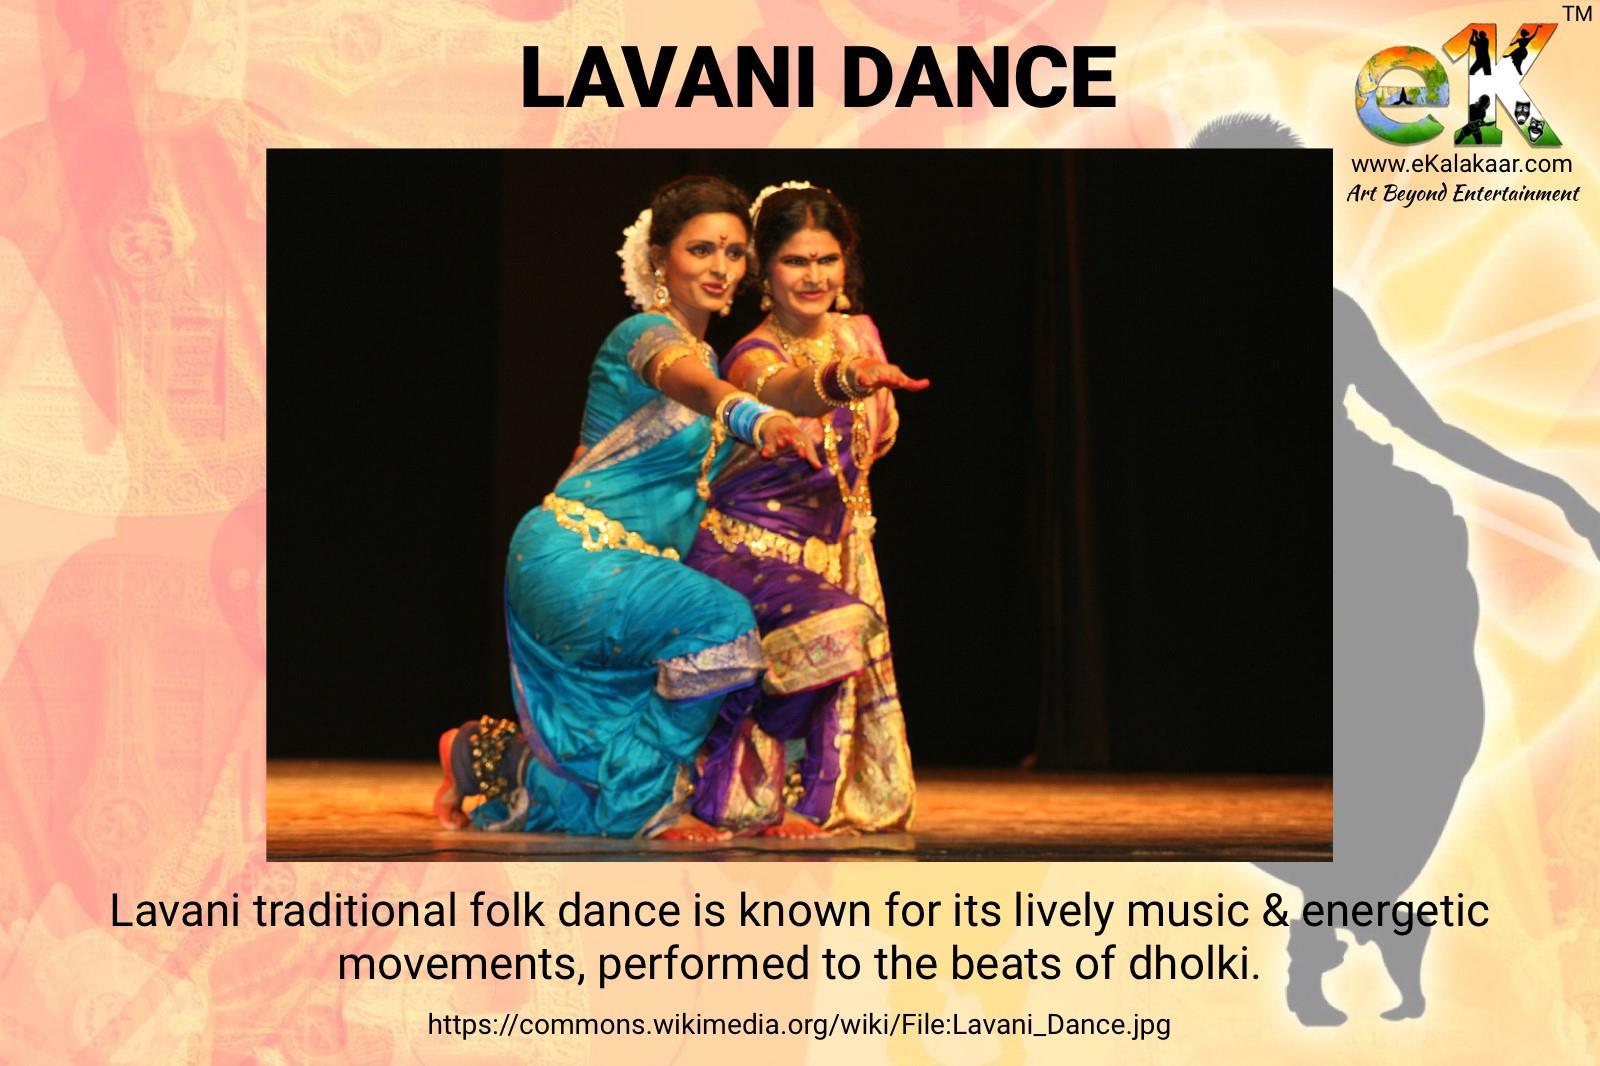 TM
LAVANI DANCE
eK
www.eKalakaar.com
Art Beyond Entertainment
Lavani traditional folk dance is known for its lively music & energetic
movements, performed to the beats of dholki.
https://commons.wikimedia.org/wiki/File:Lavani_Dance.jpg